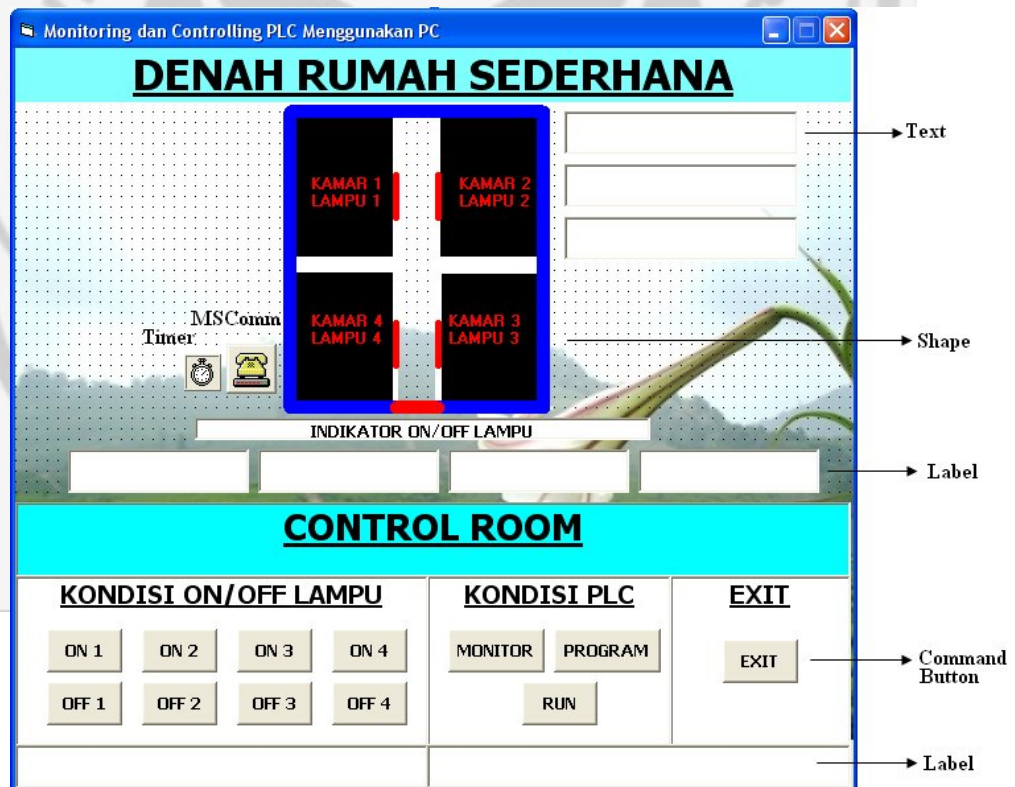 Monitoring dan Controlling PLC Menggunakan PC
DENAH RUMAH SEDERHANA
Text
KAMAR 1
LAMPU 1
KAMAR 2
LAMPU 2
MSComm
Timer
KAMAR 4
LAMPU 4
KAMAR 3
LAMPU 3
Shape
INDIKATOR ON/OFF LAMPU
Label
CONTROL ROOM
KONDISI ON/OFF LAMPU
KONDISI PLC
EXIT
ON 1
ON 2
ON 3
ON 4
MONITOR
PROGRAM
EXIT
Command
Button
OFF 1
OFF 2
OFF 3
OFF 4
RUN
Label